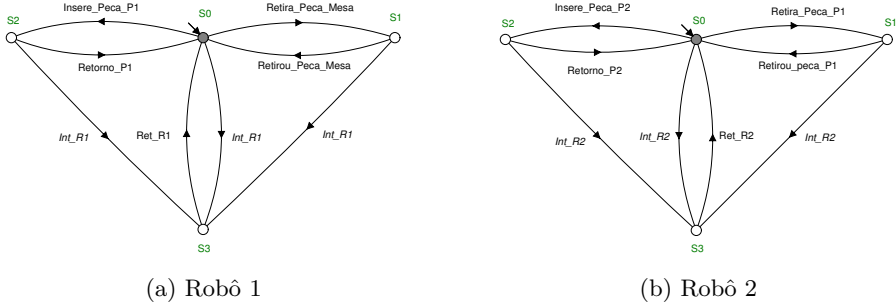 S2
Insere_Peca_P1
S0
Retira_Peca_Mesa
S1
Retorno_P1
Retirou_Peca_Mesa
Int_R1
Ret_R1
Int_R1
Int_R1
S3
(a) Robô 1
S2
Insere_Peca_P2
S0
Retira_Peca_P1
S1
Retorno_P2
Retirou_peca_P1
Int_R2
Int_R2
Ret_R2
Int_R2
S3
(b) Robô 2